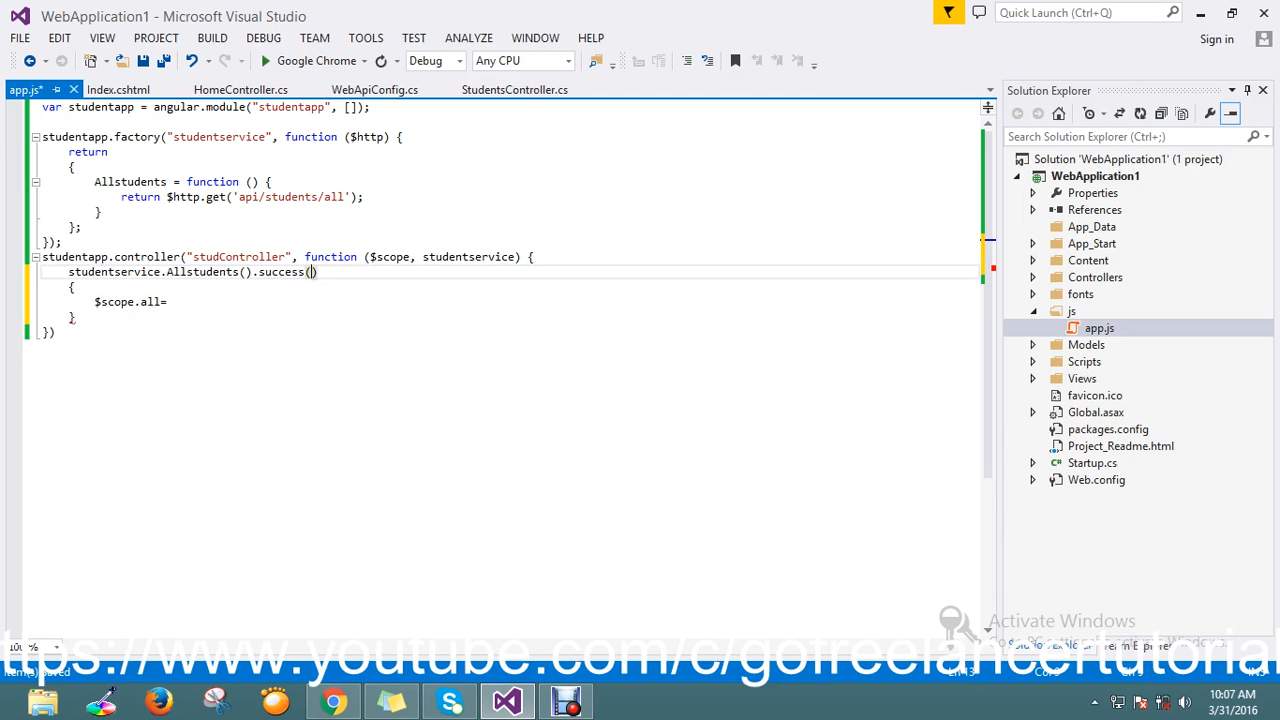 WebApplication1 - Microsoft Visual Studio
Quick Launch (Ctrl+Q)
FILE EDIT VIEW PROJECT BUILD DEBUG TEAM TOOLS TEST ANALYZE WINDOW HELP
Sign in
Google Chrome Debug Any CPU
app.js* Index.cshtml HomeController.cs WebApiConfig.cs StudentsController.cs
var studentapp = angular.module("studentapp", []);
studentapp.factory("studentservice", function ($http) {
return
{
Allstudents = function () {
return $http.get('api/students/all');
}
};
});
studentapp.controller("studController", function ($scope, studentservice) {
studentservice.Allstudents().success()
{
$scope.all=
}
})
Solution Explorer
Search Solution Explorer (Ctrl+;)
Solution 'WebApplication1' (1 project)
WebApplication1
Properties
References
App_Data
App_Start
Content
Controllers
fonts
js
app.js
Models
Scripts
Views
favicon.ico
Global.asax
packages.config
Project_Readme.html
Startup.cs
Web.config
Activate Windows
ttps://www.youtube.com/c/gofreelancertutorial
10:07 AM
3/31/2016